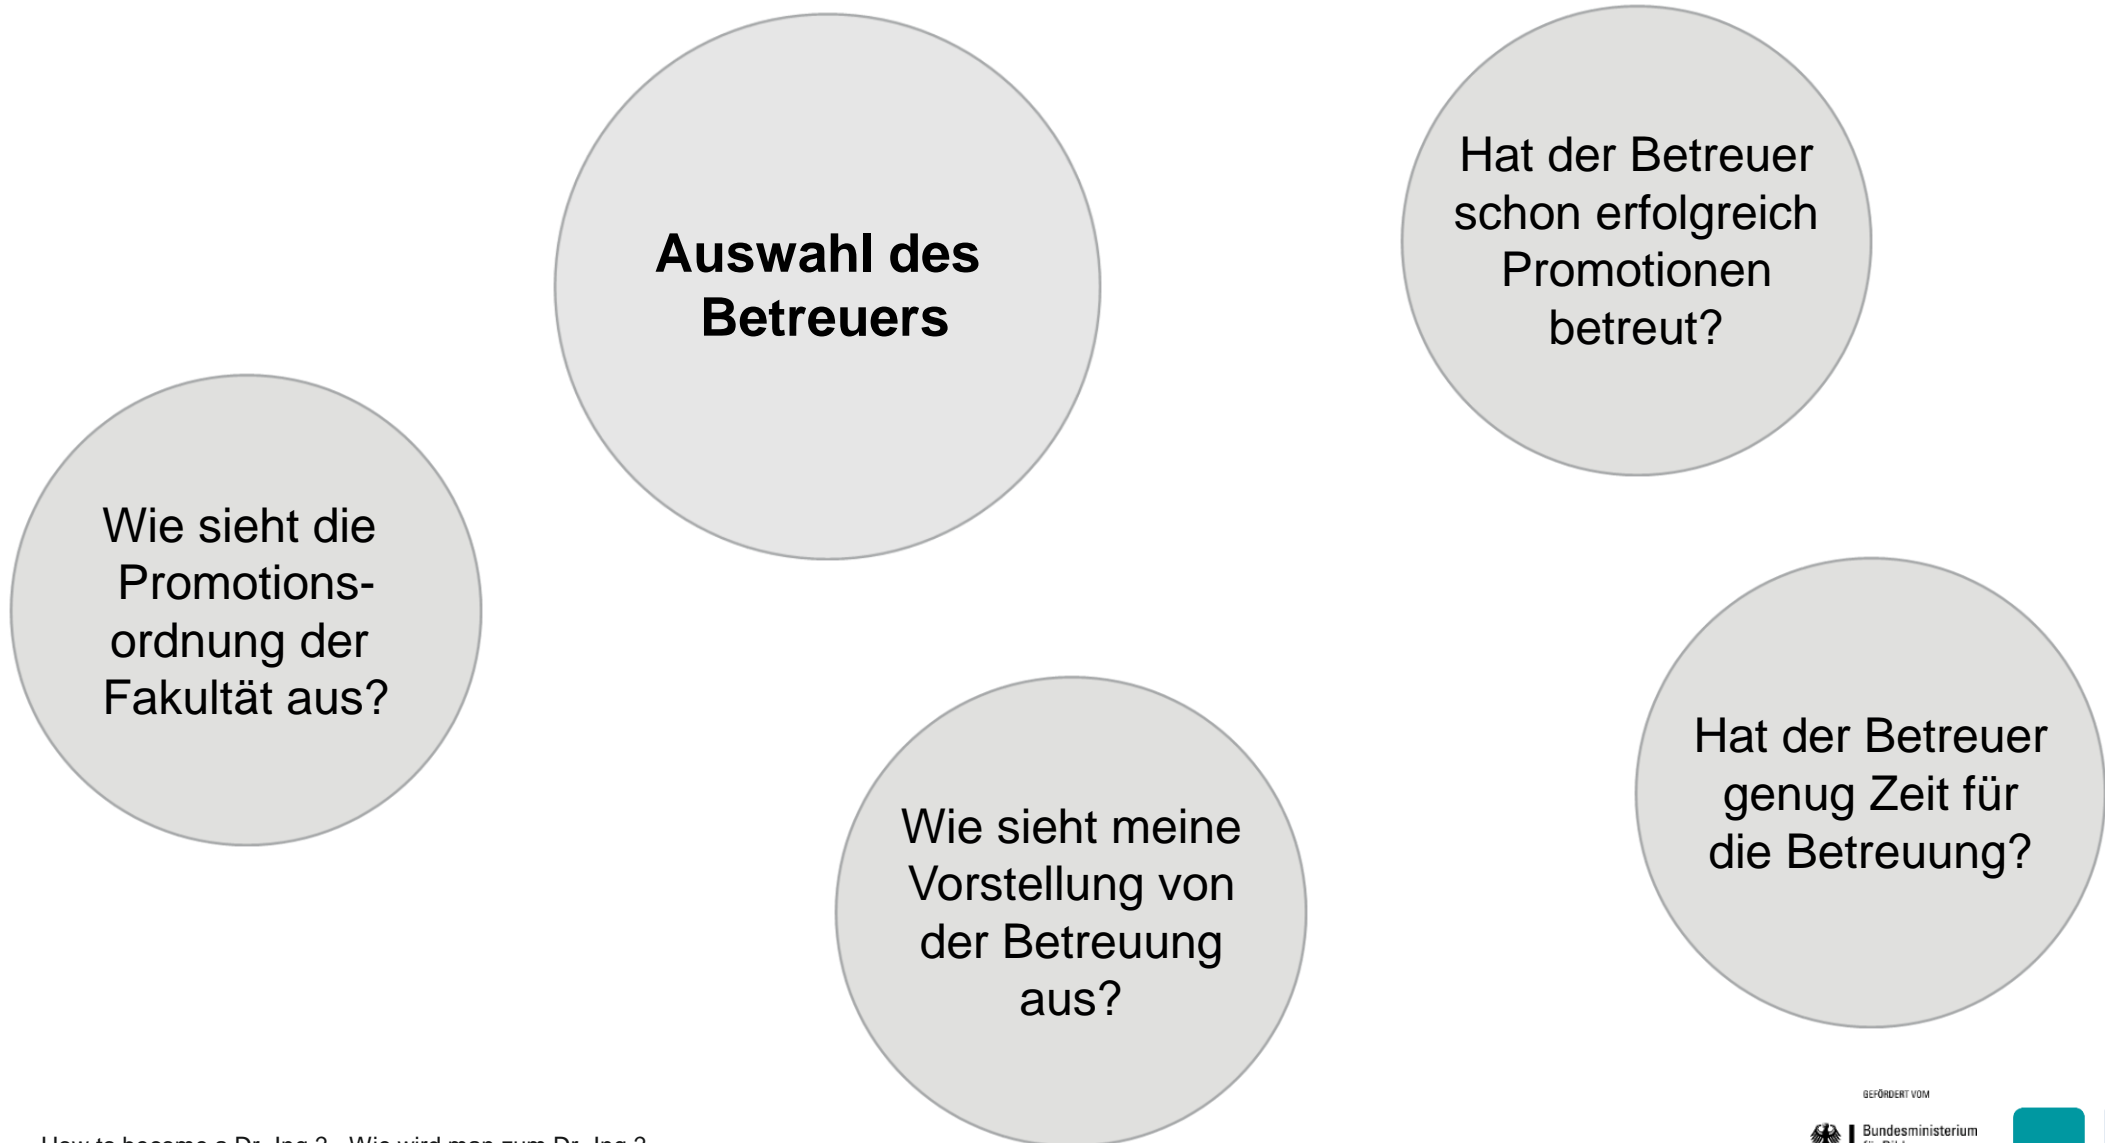 Auswahl des
Betreuers
Hat der Betreuer
schon erfolgreich
Promotionen
betreut?
Wie sieht die
Promotions-
ordnung der
Fakultät aus?
Wie sieht meine
Vorstellung von
der Betreuung
aus?
Hat der Betreuer
genug Zeit für
die Betreuung?
GEFÖRDERT VOM
Bundesministerium